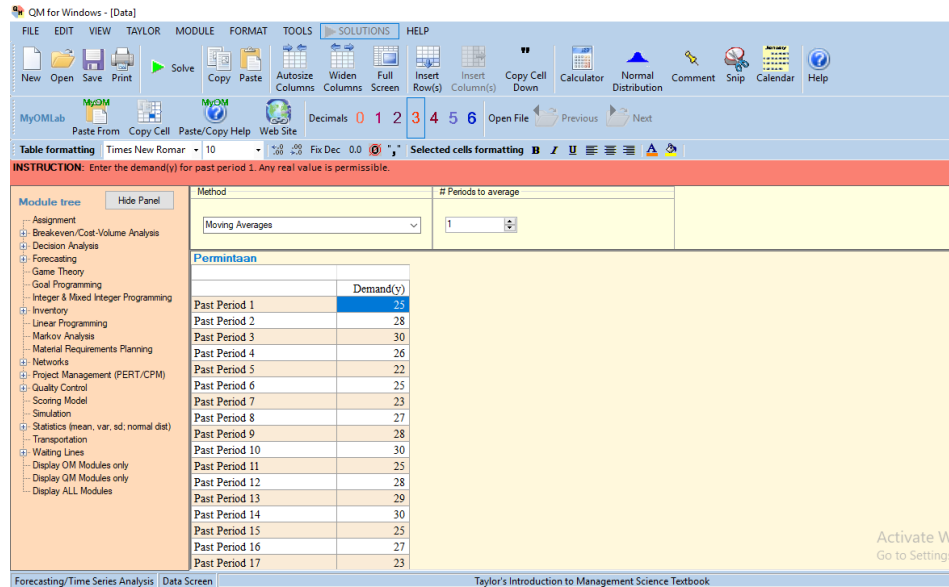 QM for Windows - [Data]
FILE EDIT VIEW TAYLOR MODULE FORMAT TOOLS SOLUTIONS HELP
New Open Save Print Solve Copy Paste Autosize Columns Widen Columns Full Screen Insert Row(s) Insert Column(s) Copy Cell Down Calculator Normal Distribution Comment Snip Calendar Help
MyOMLab Paste From Copy Cell Paste/Copy Help Web Site Decimals 0 1 2 3 4 5 6 Open File Previous Next
Table formatting Times New Romar 10 Fix Dec 0.0 Selected cells formatting B I U
INSTRUCTION: Enter the demand(y) for past period 1. Any real value is permissible.
Module tree Hide Panel
Assignment
Breakeven/Cost-Volume Analysis
Decision Analysis
Forecasting
Game Theory
Goal Programming
Integer & Mixed Integer Programming
Inventory
Linear Programming
Markov Analysis
Material Requirements Planning
Networks
Project Management (PERT/CPM)
Quality Control
Scoring Model
Simulation
Statistics (mean, var, sd; normal dist)
Transportation
Waiting Lines
Display OM Modules only
Display QM Modules only
Display ALL Modules
Method
Moving Averages
# Periods to average
1
Permintaan
Demand(y)
Past Period 1 25
Past Period 2 28
Past Period 3 30
Past Period 4 26
Past Period 5 22
Past Period 6 25
Past Period 7 23
Past Period 8 27
Past Period 9 28
Past Period 10 30
Past Period 11 25
Past Period 12 28
Past Period 13 29
Past Period 14 30
Past Period 15 25
Past Period 16 27
Past Period 17 23
Activate W
Go to Setting
Forecasting/Time Series Analysis Data Screen Taylor's Introduction to Management Science Textbook